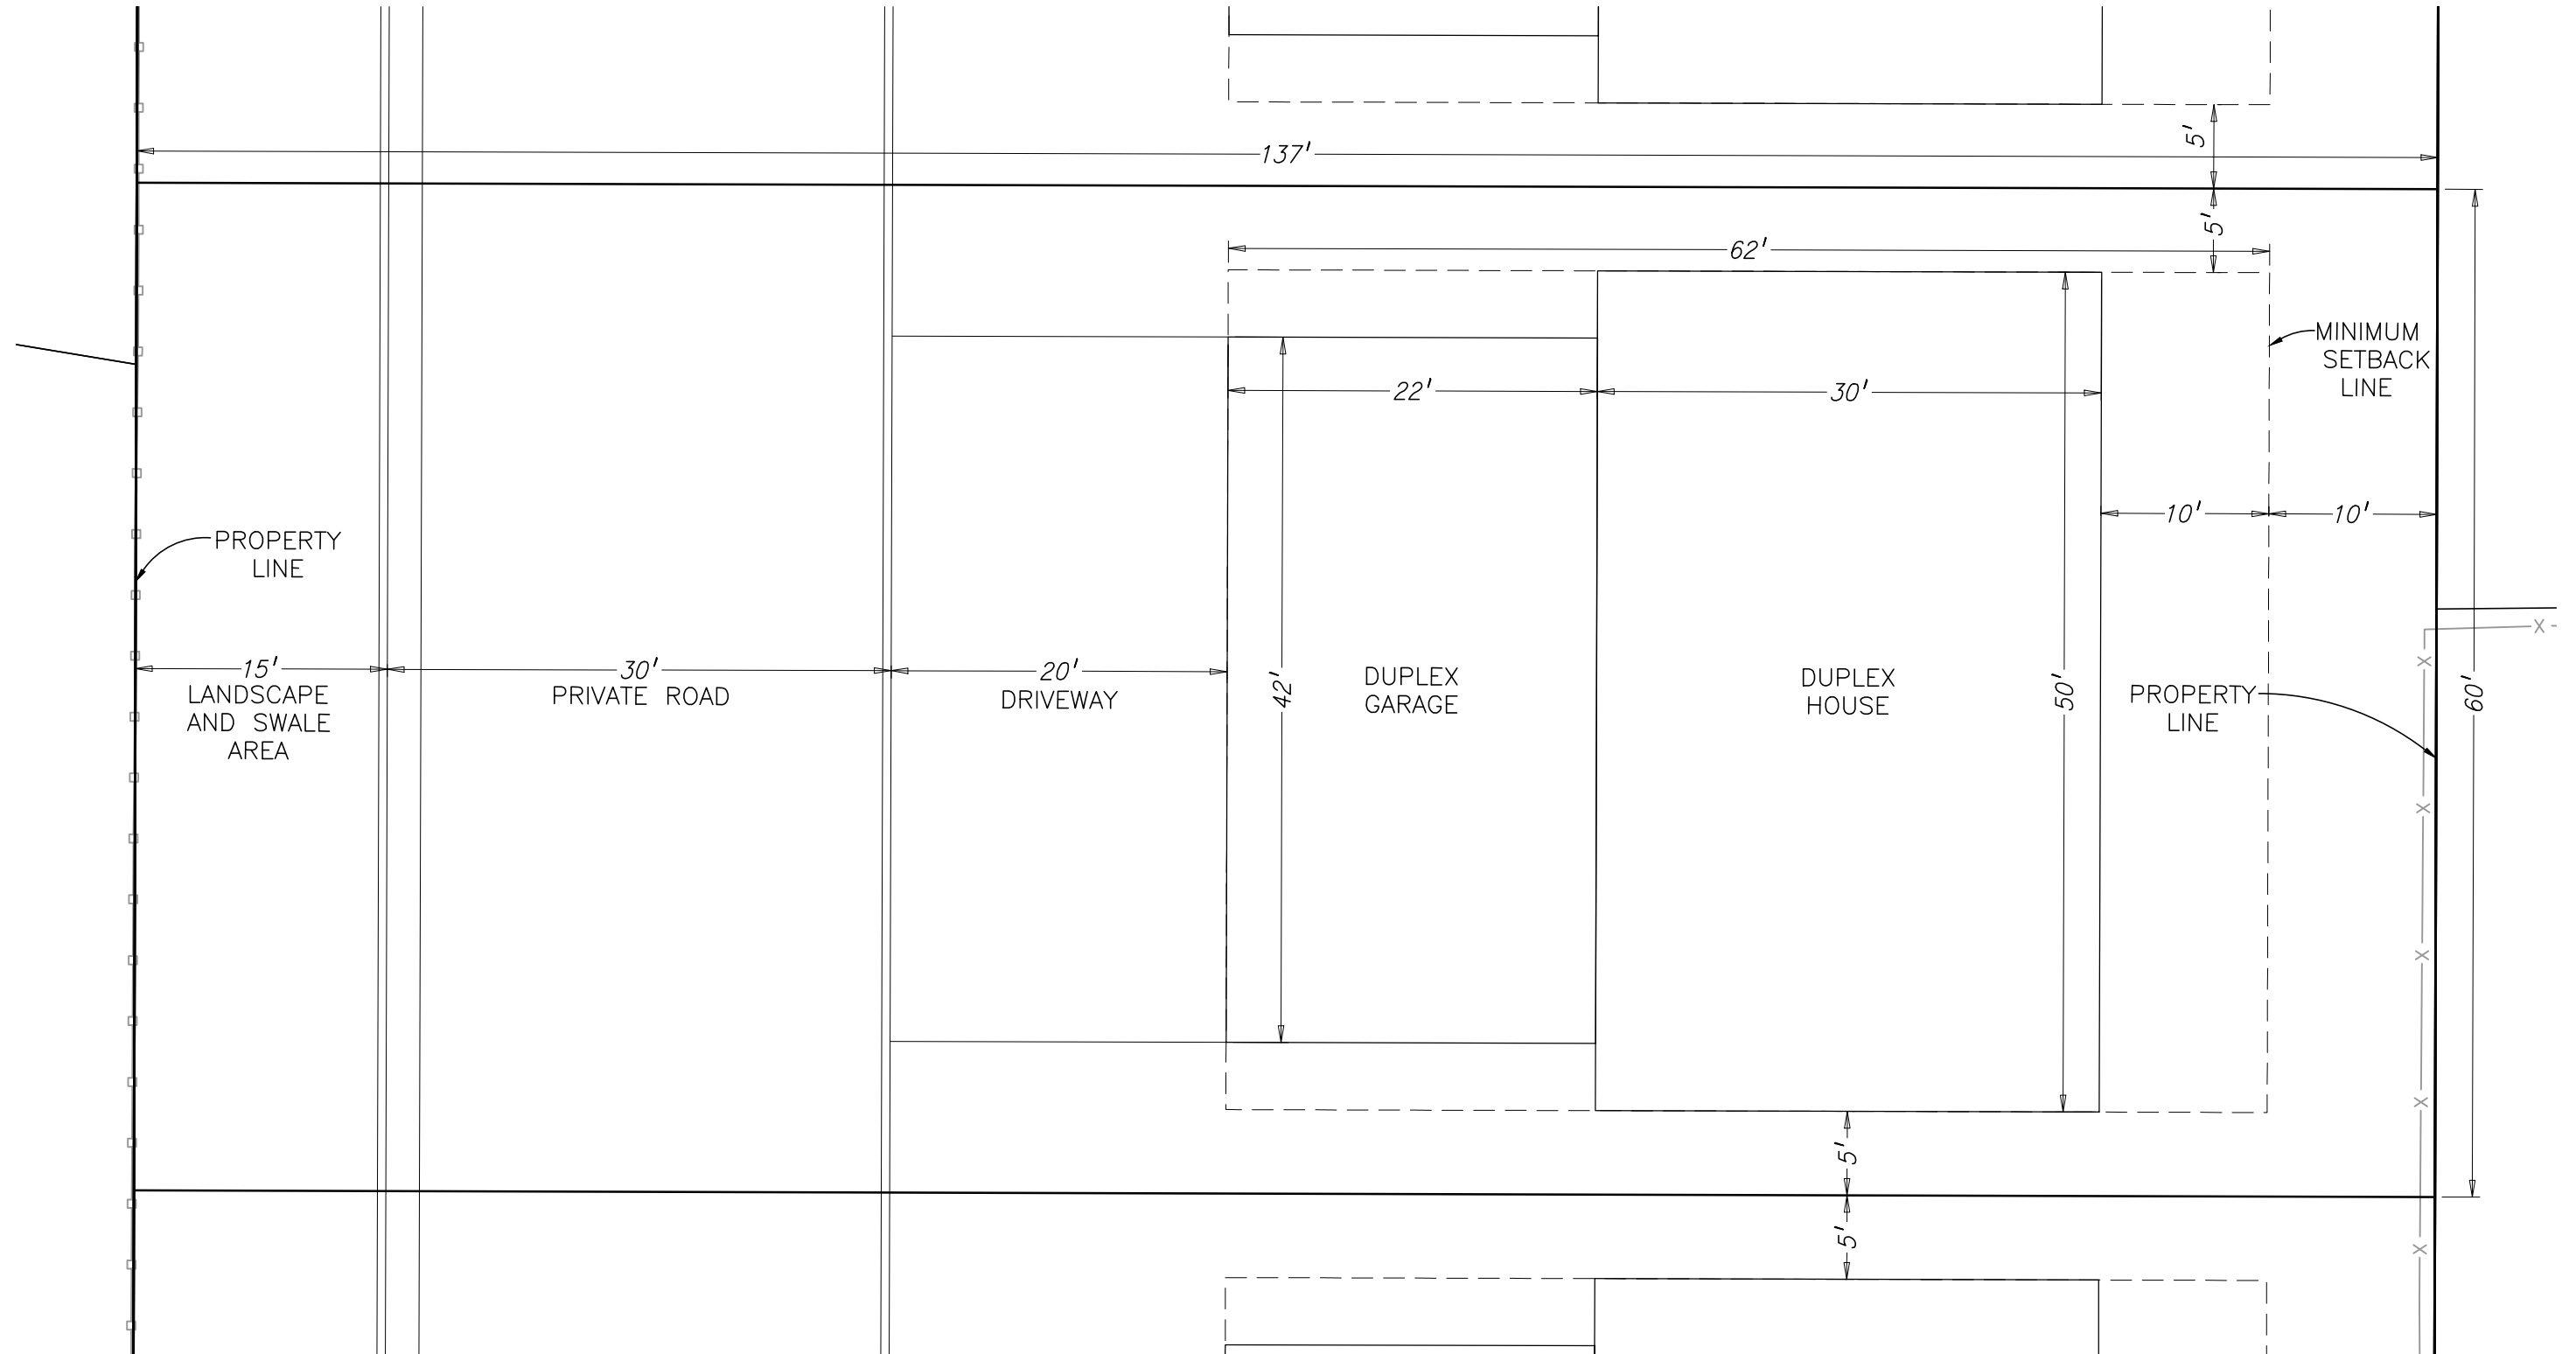 5'
137'
5'
62'
MINIMUM
SETBACK
LINE
22'
30'
10'
10'
PROPERTY
LINE
15'
LANDSCAPE
AND SWALE
AREA
30'
PRIVATE ROAD
20'
DRIVEWAY
42'
DUPLEX
GARAGE
DUPLEX
HOUSE
50'
PROPERTY
LINE
60'
X
X
X
X
X
X
5'
5'